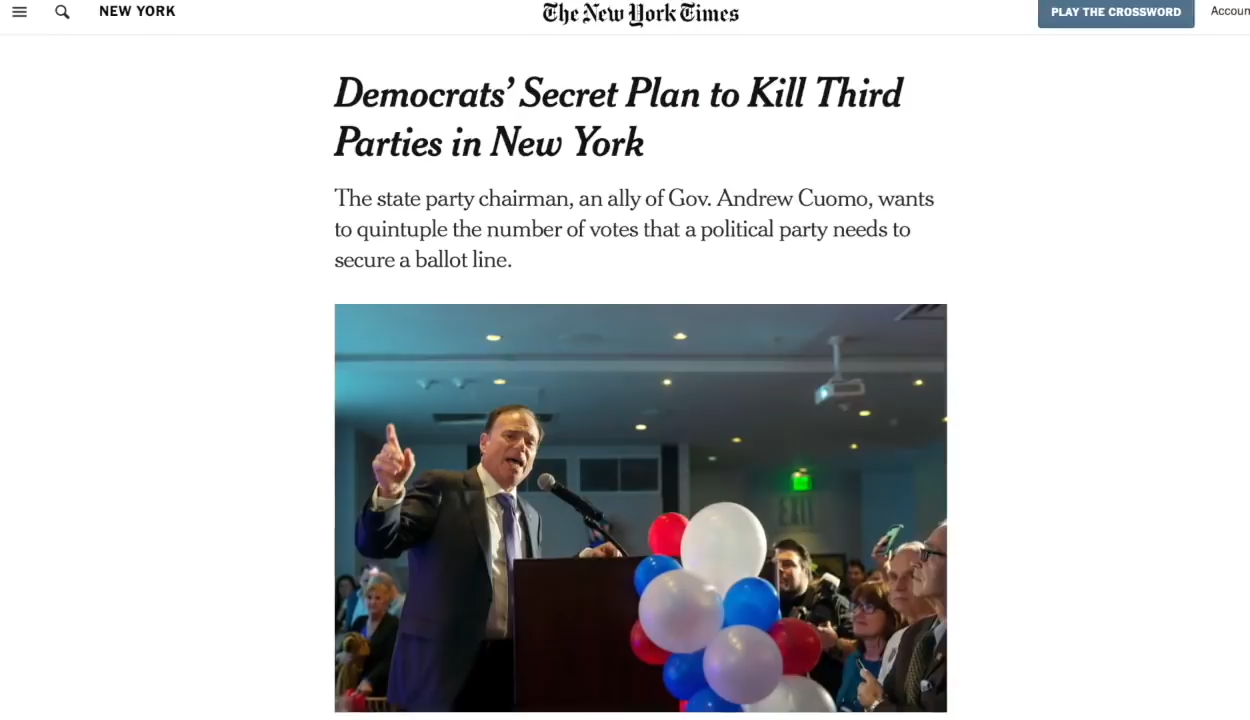 NEW YORK
The New York Times
PLAY THE CROSSWORD
Accoun
Democrats' Secret Plan to Kill Third
Parties in New York
The state party chairman, an ally of Gov. Andrew Cuomo, wants
to quintuple the number of votes that a political party needs to
secure a ballot line.
EXIT